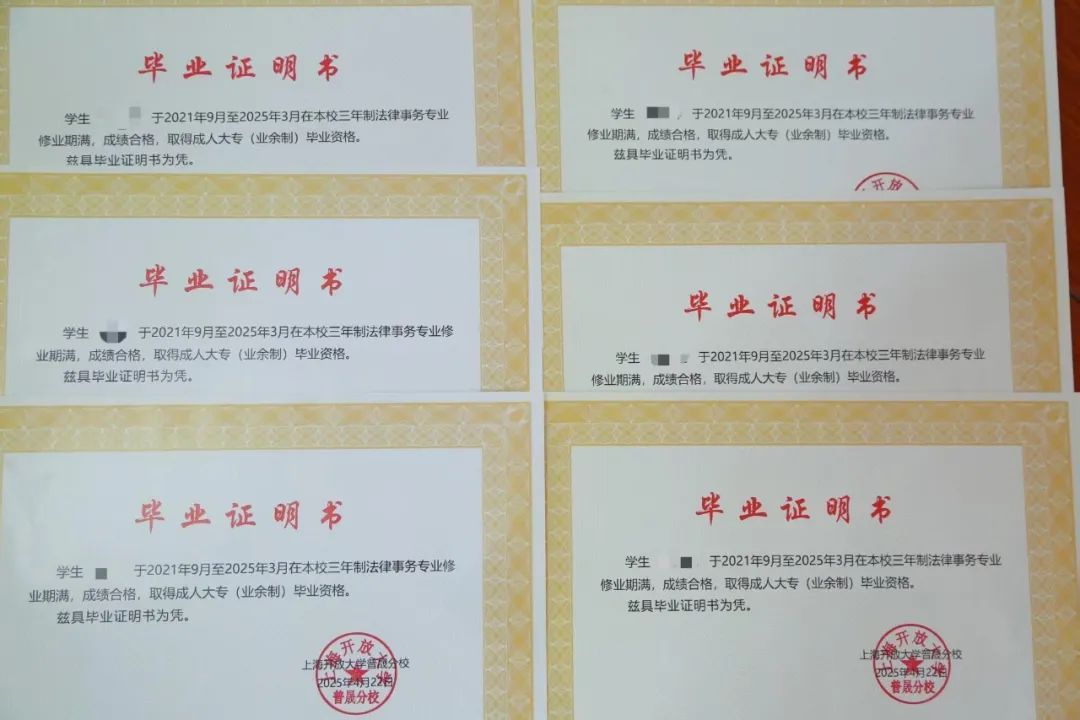 毕业证明书
学生 于2021年9月至2025年3月在本校三年制法律事务专业
修业期满，成绩合格，取得成人大专（业余制）毕业资格。
兹具毕业证明书为凭。
毕业证明书
学生 于2021年9月至2025年3月在本校三年制法律事务专业
修业期满，成绩合格，取得成人大专（业余制）毕业资格。
兹具毕业证明书为凭。
开放
毕业证明书
学生 于2021年9月至2025年3月在本校三年制法律事务专业修
业期满，成绩合格，取得成人大专（业余制）毕业资格。
兹具毕业证明书为凭。
毕业证明书
学生 于2021年9月至2025年3月在本校三年制法律事务专业
修业期满，成绩合格，取得成人大专（业余制）毕业资格。
毕业证明书
学生 于2021年9月至2025年3月在本校三年制法律事务专业修
业期满，成绩合格，取得成人大专（业余制）毕业资格。
兹具毕业证明书为凭。
上海开放大学普晟分校
2025年4月22日
上海开放大学
普晟分校
毕业证明书
学生 于2021年9月至2025年3月在本校三年制法律事务专业
修业期满，成绩合格，取得成人大专（业余制）毕业资格。
兹具毕业证明书为凭。
上海开放大学普晟分校
2025年4月22日
上海开放大学
普晟分校